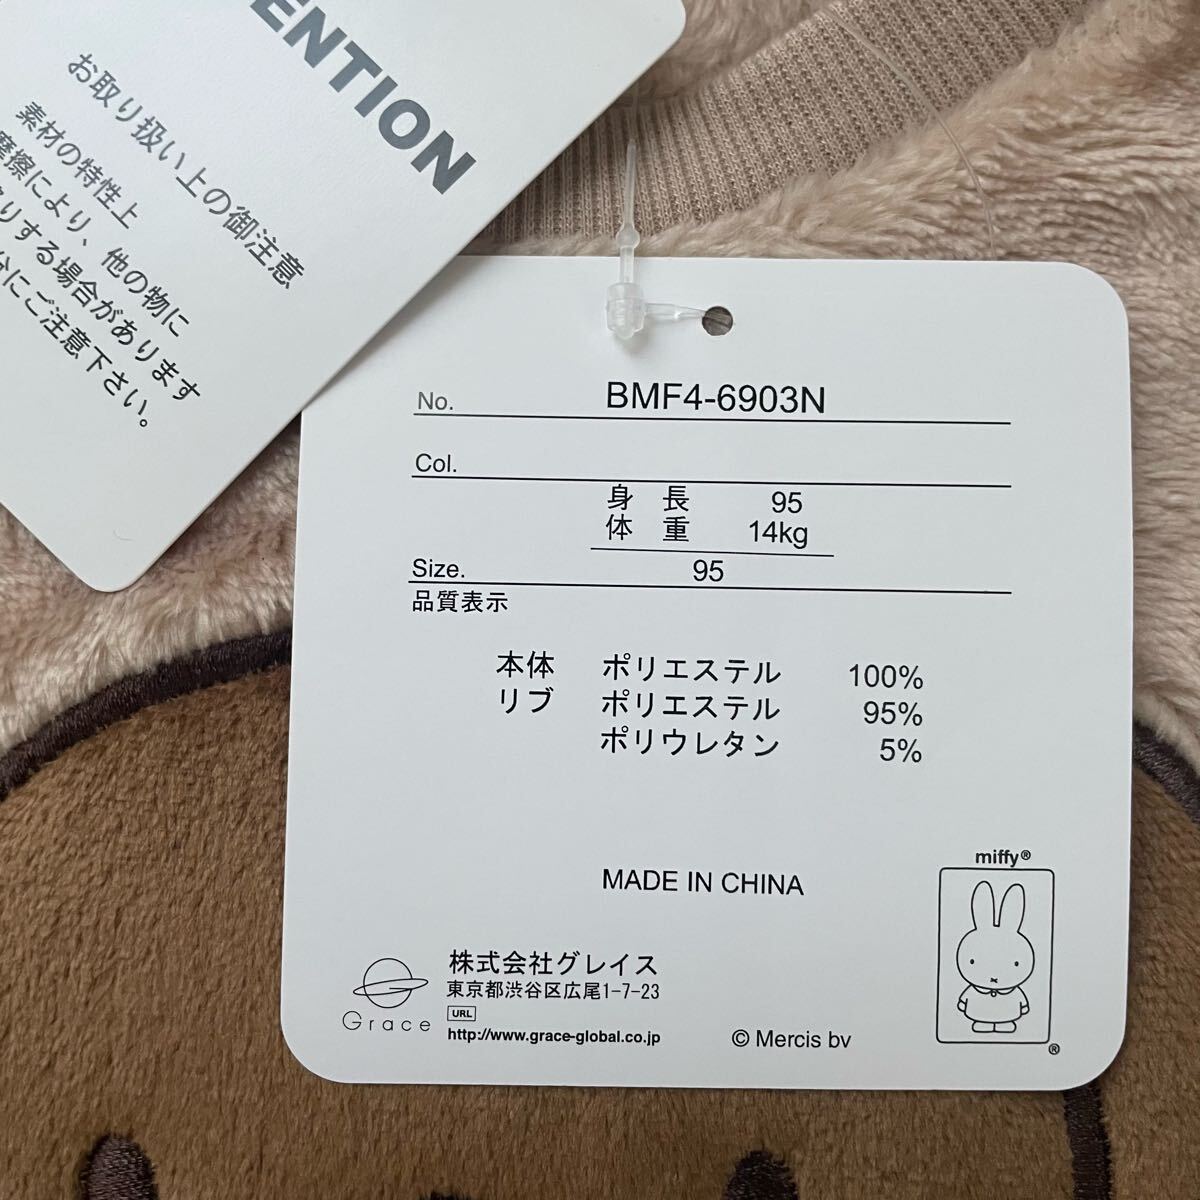 お取り扱い上の御注意
素材の特性上
摩擦により、他の物に
する場合があります
にご注意下さい。
No. BMF4-6903N
Col.
身 長 95
体 重 14kg
Size. 95
品質表示
本体 ポリエステル 100%
リブ ポリエステル 95%
ポリウレタン 5%
MADE IN CHINA
miffy®
®
Grace
株式会社グレイス
東京都渋谷区広尾1-7-23
URL
http://www.grace-global.co.jp
© Mercis bv